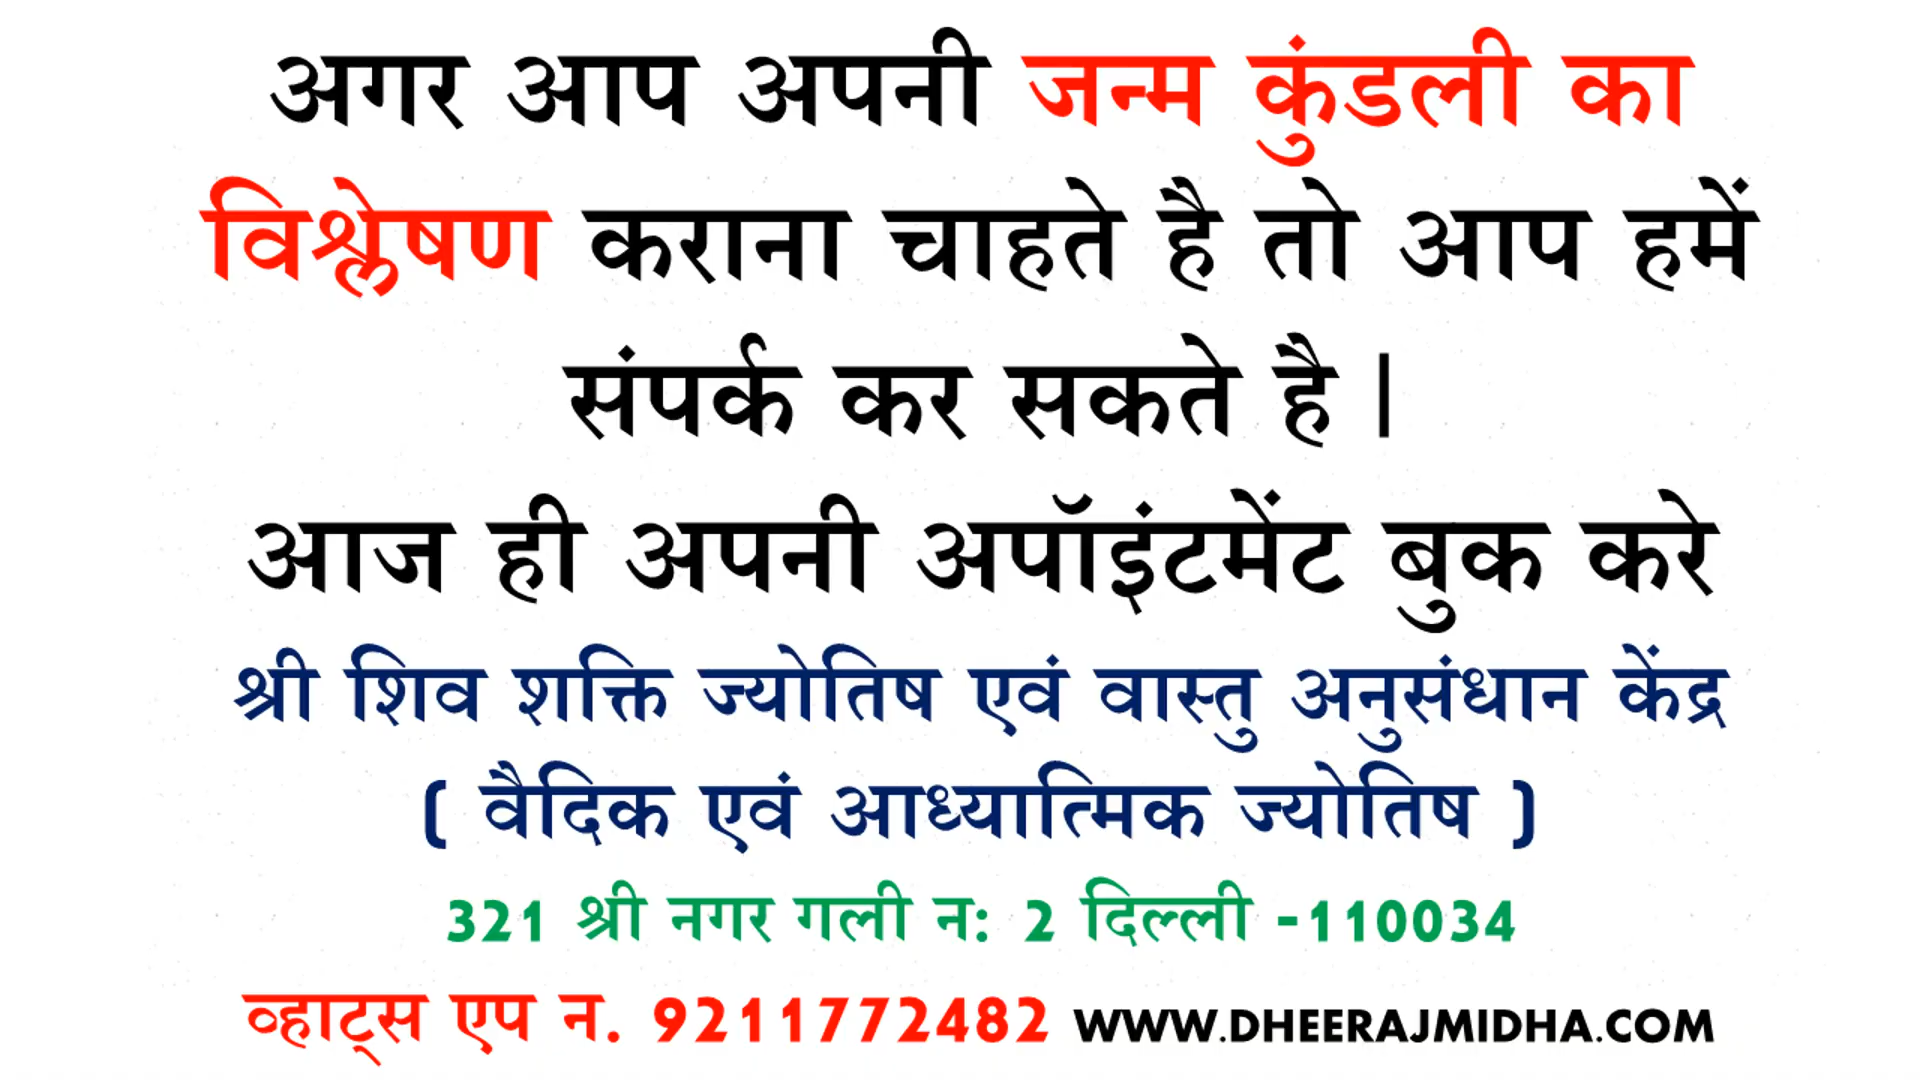 अगर आप अपनी जन्म कुंडली का
विश्लेषण कराना चाहते है तो आप हमें
संपर्क कर सकते है |
आज ही अपनी अपॉइंटमेंट बुक करे
श्री शिव शक्ति ज्योतिष एवं वास्तु अनुसंधान केंद्र
( वैदिक एवं आध्यात्मिक ज्योतिष )
321 श्री नगर गली न: 2 दिल्ली -110034
व्हाट्स एप न. 9211772482 WWW.DHEERAJMIDHA.COM